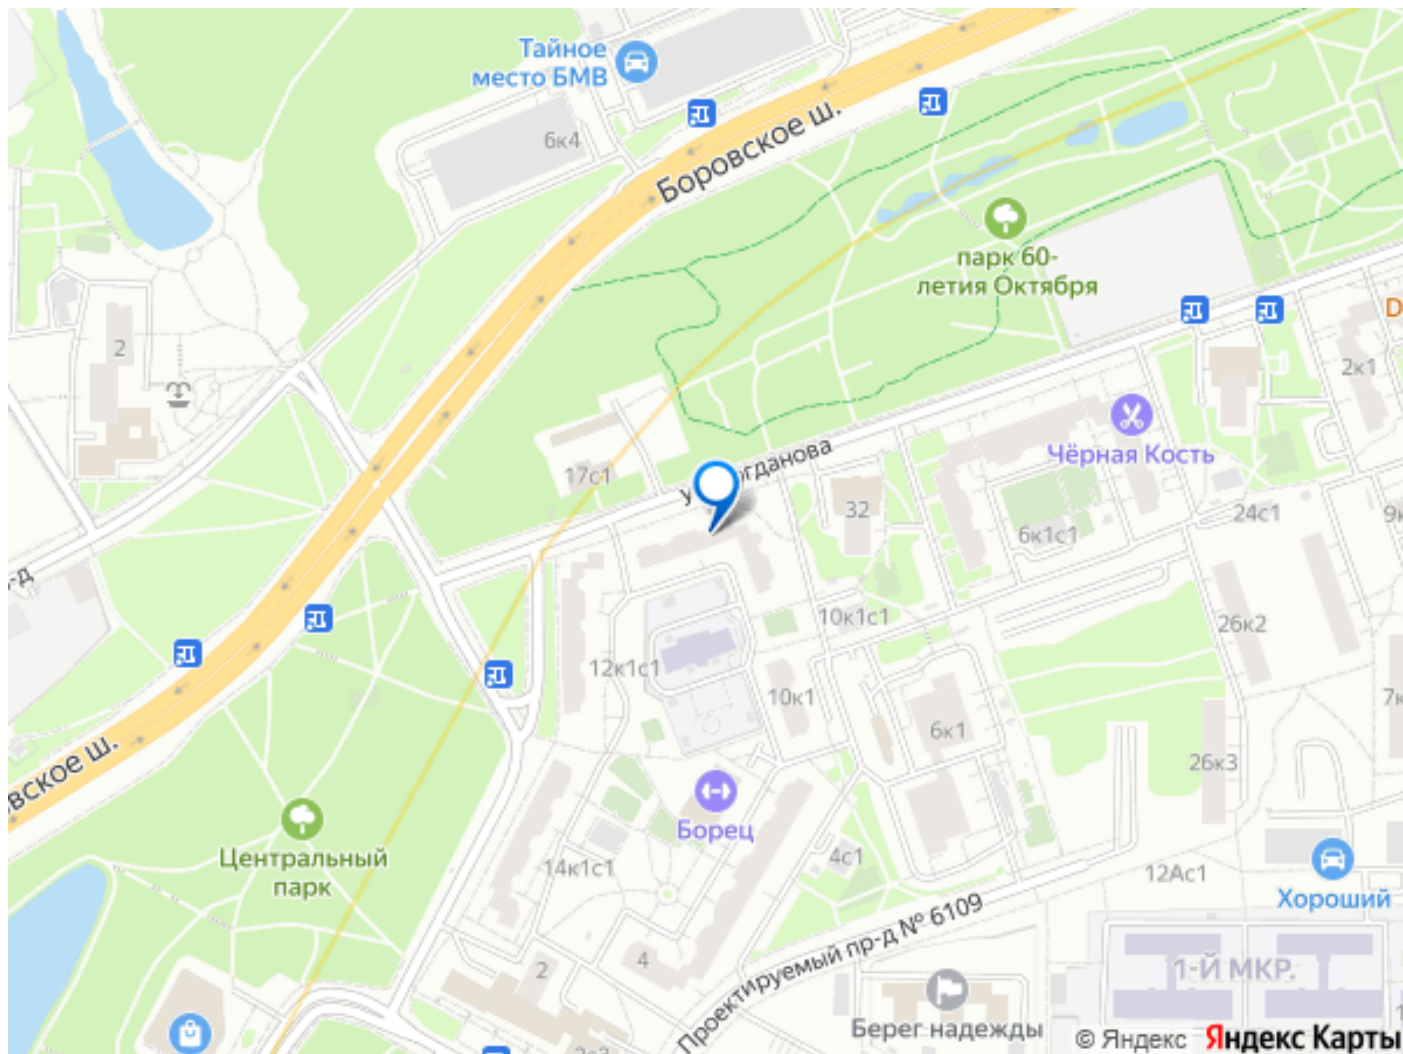 Тайное
место БМВ
6к4
Боровское ш.
парк 60-
летия Октября
2
2к1
Чёрная Кость
огданова
17с1
32
24с1
6к1с1
10к1с1
26к2
12к1с1
10к1
6к1
26к3
вское ш.
Борец
Центральный
парк
14к1с1
4с1
12Ас1
Хороший
Проектируемый пр-д № 6109
2
4
1-Й МКР.
Берег надежды
© Яндекс Яндекс Карты